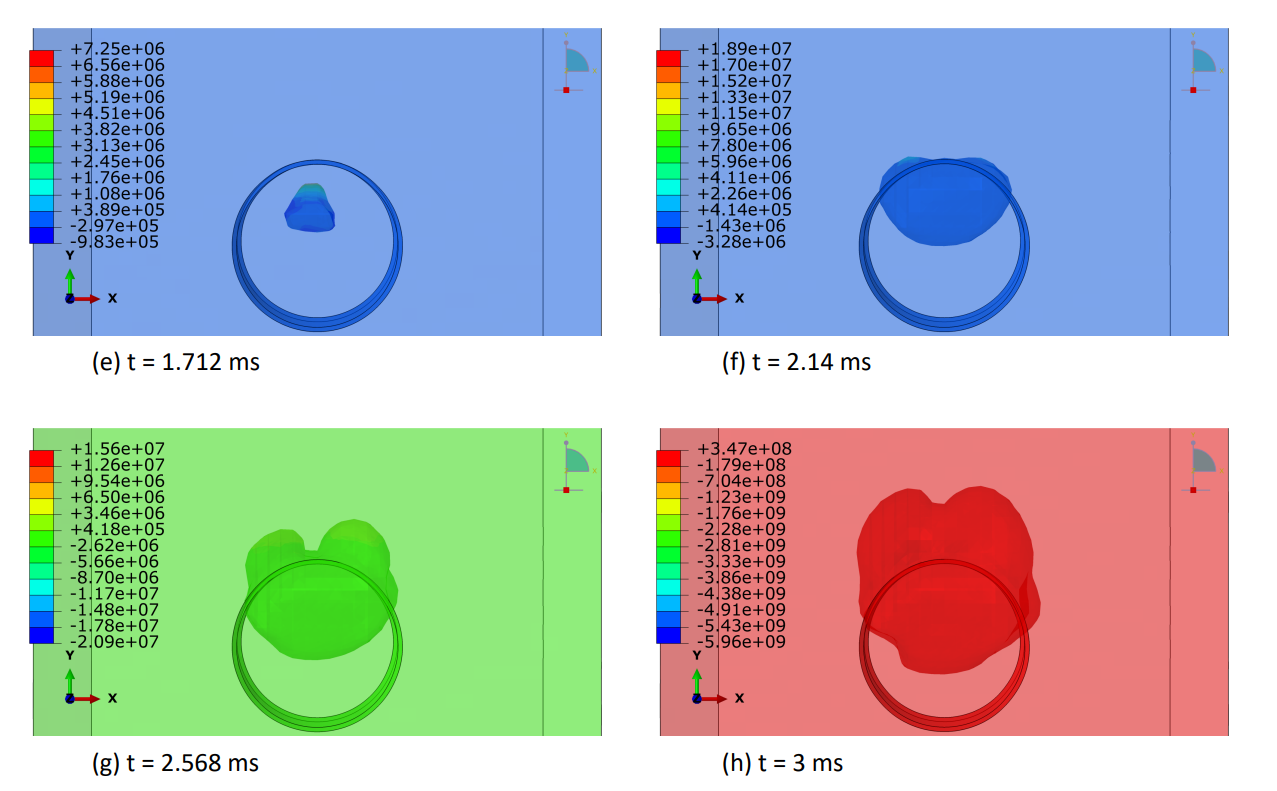 +7.25e+06
+6.56e+06
+5.88e+06
+5.19e+06
+4.51e+06
+3.82e+06
+3.13e+06
+2.45e+06
+1.76e+06
+1.08e+06
+3.89e+05
-2.97e+05
-9.83e+05
Y
X
(e) t = 1.712 ms
+1.89e+07
+1.70e+07
+1.52e+07
+1.33e+07
+1.15e+07
+9.65e+06
+7.80e+06
+5.96e+06
+4.11e+06
+2.26e+06
+4.14e+05
-1.43e+06
-3.28e+06
Y
X
(f) t = 2.14 ms
+1.56e+07
+1.26e+07
+9.54e+06
+6.50e+06
+3.46e+06
+4.18e+05
-2.62e+06
-5.66e+06
-8.70e+06
-1.17e+07
-1.48e+07
-1.78e+07
-2.09e+07
Y
X
(g) t = 2.568 ms
+3.47e+08
-1.79e+08
-7.04e+08
-1.23e+09
-1.76e+09
-2.28e+09
-2.81e+09
-3.33e+09
-3.86e+09
-4.38e+09
-4.91e+09
-5.43e+09
-5.96e+09
Y
X
(h) t = 3 ms